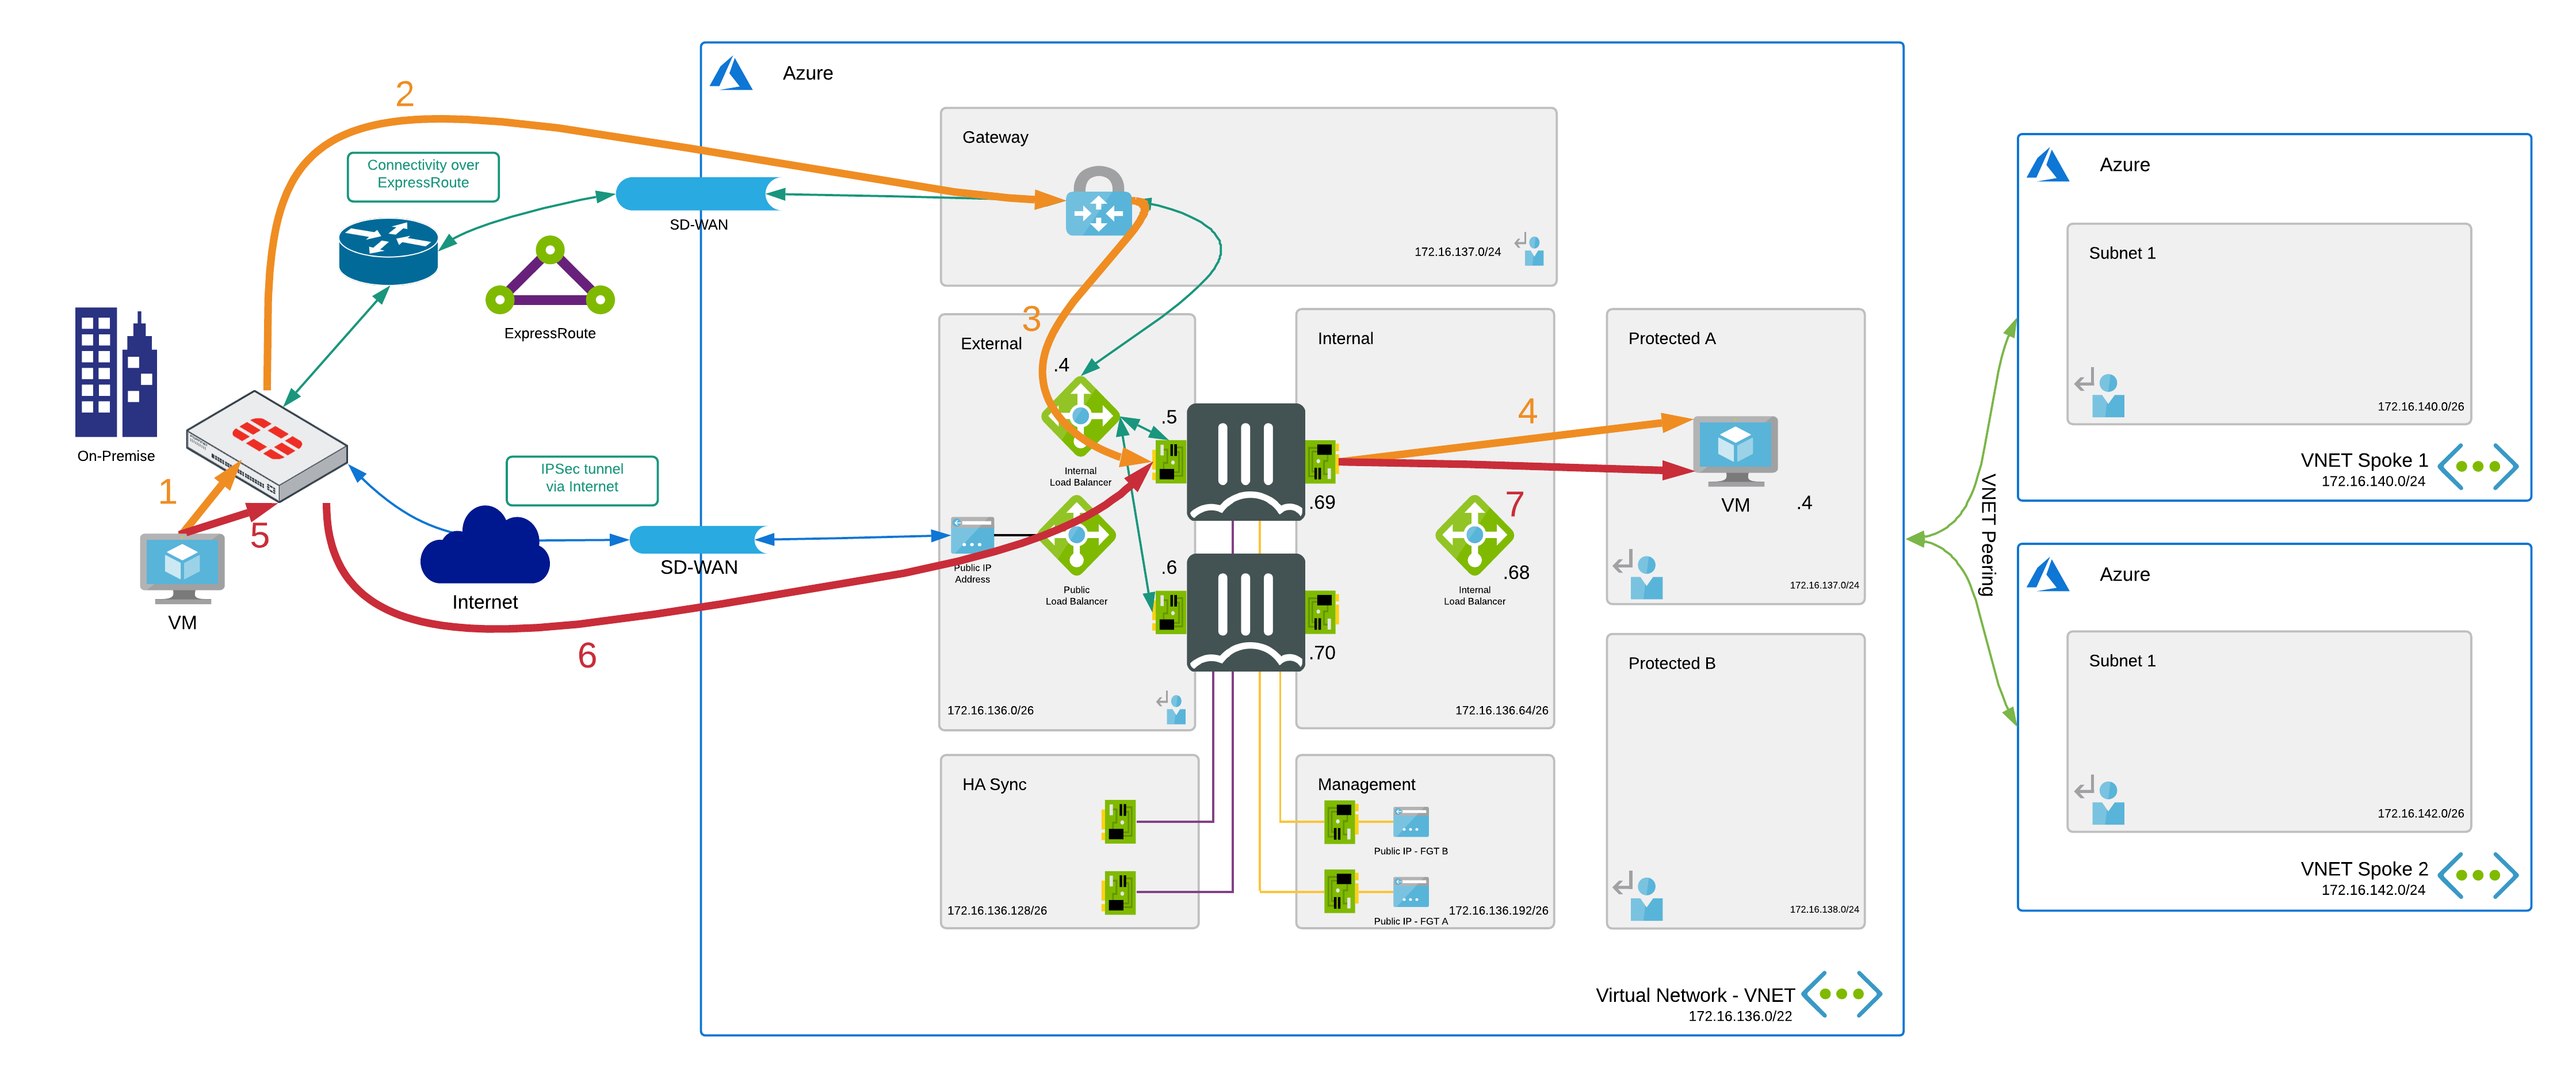 2
Azure
Gateway
Connectivity over
ExpressRoute
SD-WAN
172.16.137.0/24
ExpressRoute
3
External
.4
Internal
Protected A
On-Premise
.5
4
Internal
Load Balancer
IPSec tunnel
via Internet
1
5
.69
7
VM
.4
SD-WAN
Public IP
Address
.6
.68
Internet
Public
Load Balancer
Internal
Load Balancer
172.16.137.0/24
VM
6
.70
Protected B
172.16.136.0/26
172.16.136.64/26
HA Sync
Management
Public IP - FGT B
172.16.136.128/26
172.16.136.192/26
Public IP - FGT A
172.16.138.0/24
Virtual Network - VNET
172.16.136.0/22
VNET Peering
Azure
Subnet 1
172.16.140.0/26
VNET Spoke 1
172.16.140.0/24
Azure
Subnet 1
172.16.142.0/26
VNET Spoke 2
172.16.142.0/24